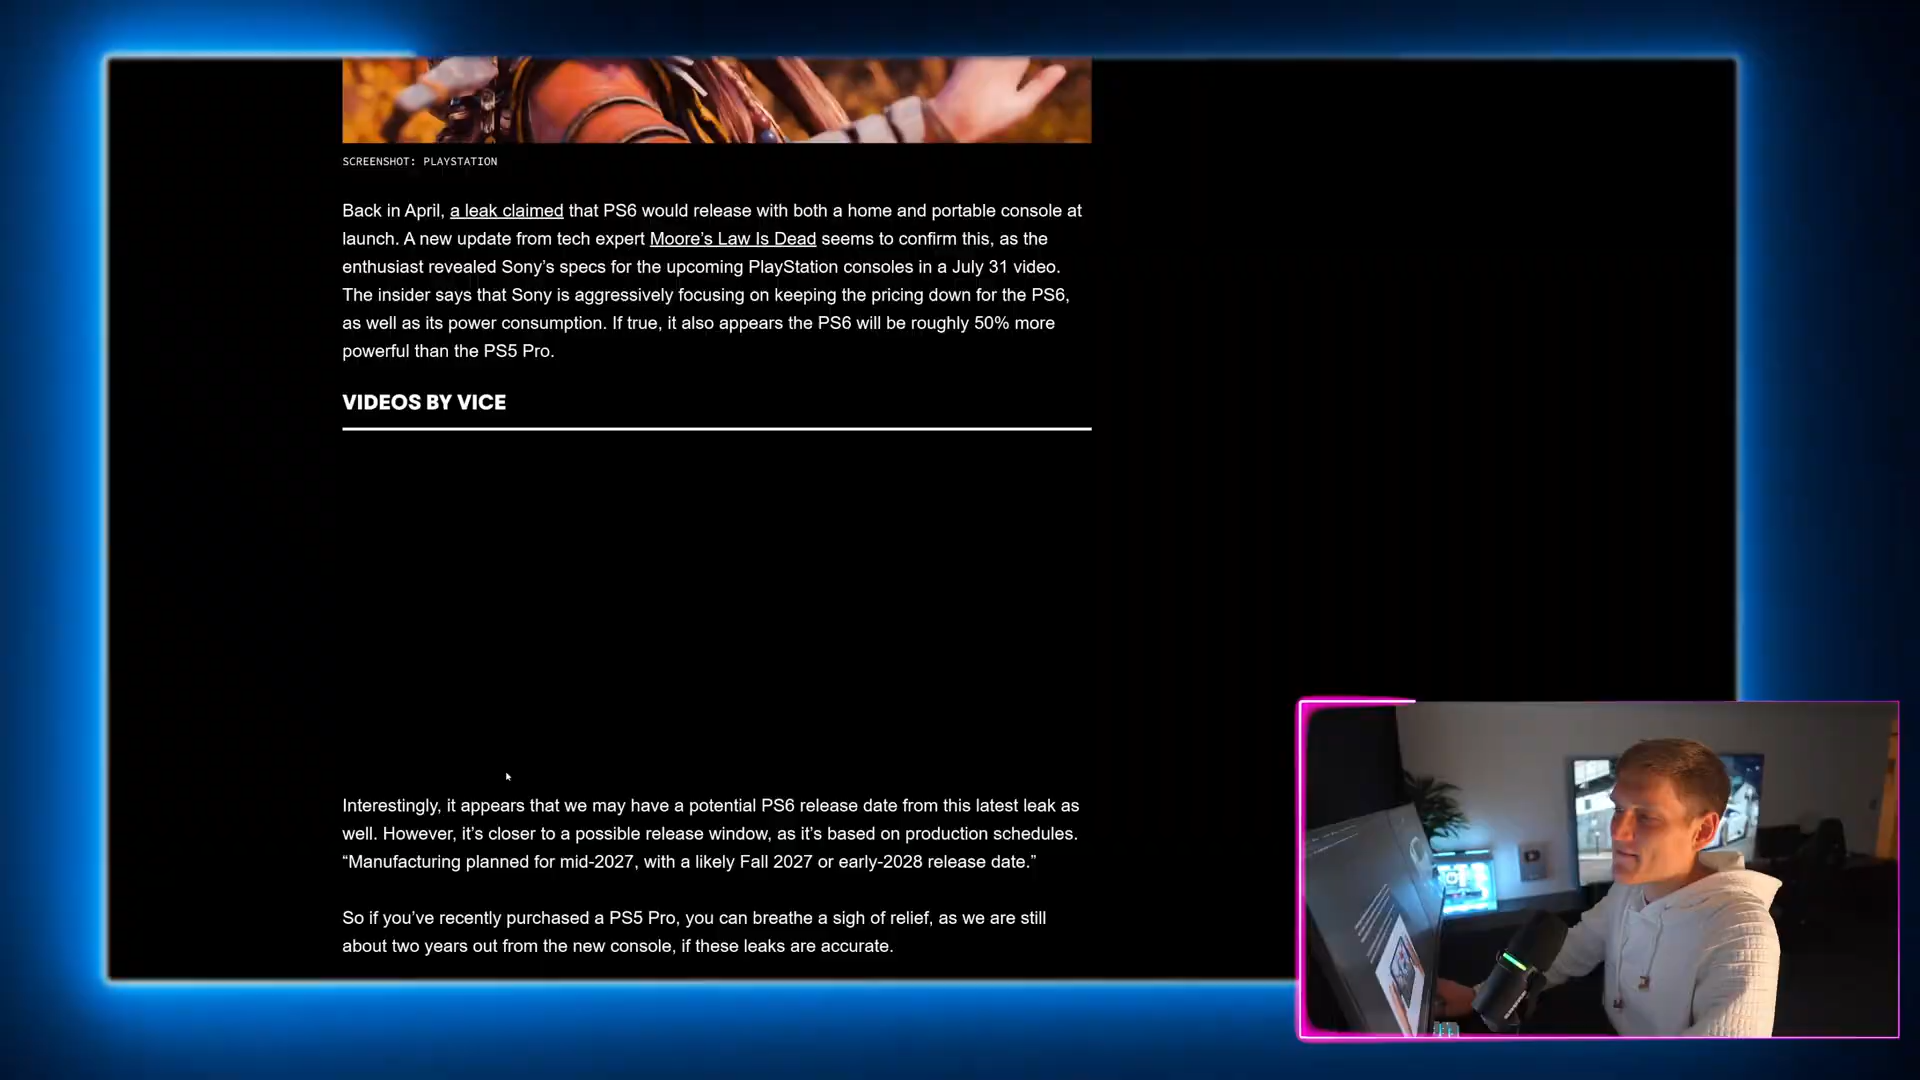 SCREENSHOT: PLAYSTATION
Back in April, a leak claimed that PS6 would release with both a home and portable console at
launch. A new update from tech expert Moore’s Law Is Dead seems to confirm this, as the
enthusiast revealed Sony’s specs for the upcoming PlayStation consoles in a July 31 video.
The insider says that Sony is aggressively focusing on keeping the pricing down for the PS6,
as well as its power consumption. If true, it also appears the PS6 will be roughly 50% more
powerful than the PS5 Pro.
VIDEOS BY VICE
Interestingly, it appears that we may have a potential PS6 release date from this latest leak as
well. However, it’s closer to a possible release window, as it’s based on production schedules.
“Manufacturing planned for mid-2027, with a likely Fall 2027 or early-2028 release date.”
So if you’ve recently purchased a PS5 Pro, you can breathe a sigh of relief, as we are still
about two years out from the new console, if these leaks are accurate.